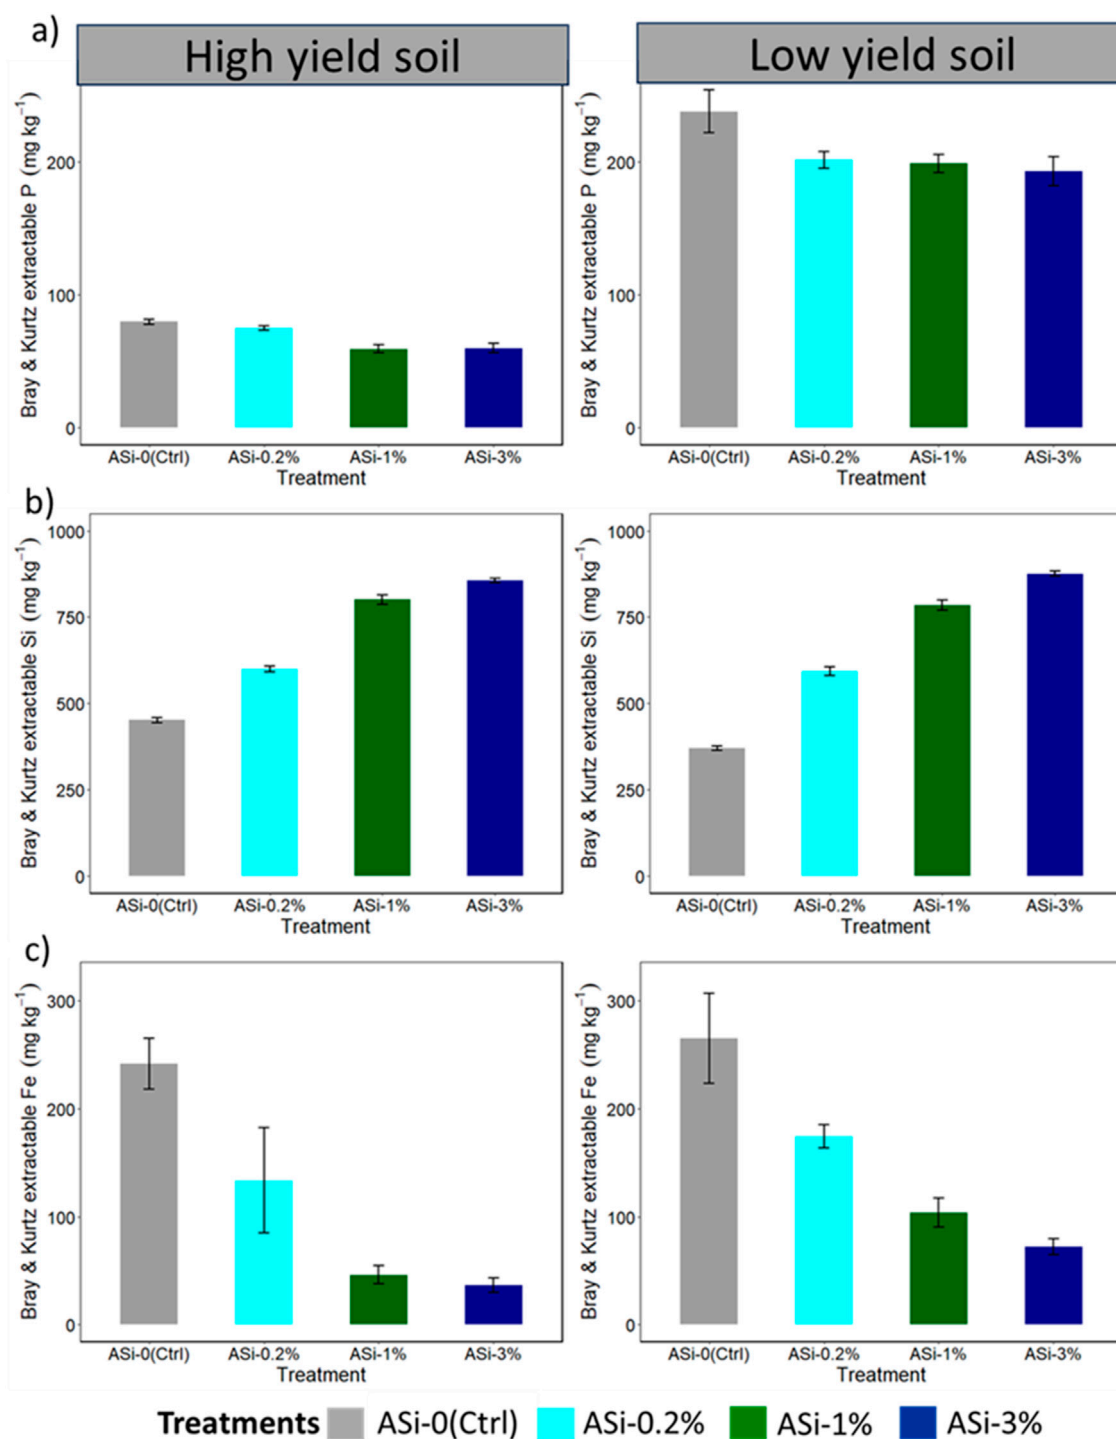 a)
High yield soil
Low yield soil
Bray & Kurtz extractable P (mg kg⁻¹)
200
100
0
ASi-0(Ctrl) ASi-0.2% ASi-1% ASi-3%
Treatment
Bray & Kurtz extractable P (mg kg⁻¹)
200
100
0
ASi-0(Ctrl) ASi-0.2% ASi-1% ASi-3%
Treatment
b)
Bray & Kurtz extractable Si (mg kg⁻¹)
1000
750
500
250
0
ASi-0(Ctrl) ASi-0.2% ASi-1% ASi-3%
Treatment
Bray & Kurtz extractable Si (mg kg⁻¹)
1000
750
500
250
0
ASi-0(Ctrl) ASi-0.2% ASi-1% ASi-3%
Treatment
c)
Bray & Kurtz extractable Fe (mg kg⁻¹)
300
200
100
0
ASi-0(Ctrl) ASi-0.2% ASi-1% ASi-3%
Treatment
Bray & Kurtz extractable Fe (mg kg⁻¹)
300
200
100
0
ASi-0(Ctrl) ASi-0.2% ASi-1% ASi-3%
Treatment
Treatments ASi-0(Ctrl) ASi-0.2% ASi-1% ASi-3%